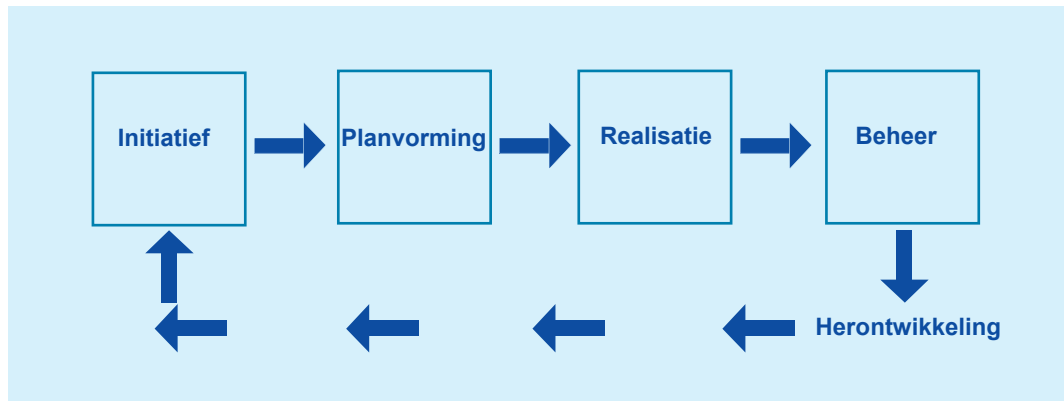 Initiatief
Planvorming
Realisatie
Beheer
Herontwikkeling